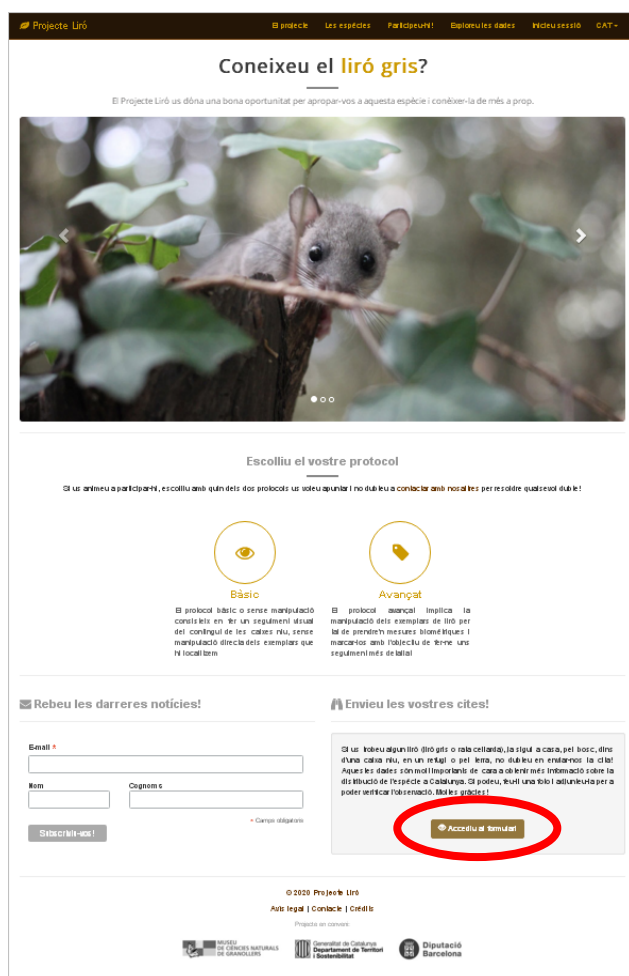 Projecte Liró
El projecte Les espècies Participeu-hi! Exploreu les dades Inicieu sessió CAT
Coneixeu el liró gris?
El Projecte Liró us dóna una bona oportunitat per apropar-vos a aquesta espècie i conèixer-la de més a prop.
Escolliu el vostre protocol
Si us animeu a participar-hi, escolliu amb quin dels dos protocols us voleu apuntar i no dubteu a contactar amb nosaltres per resoldre qualsevol dubte!
Bàsic
El protocol bàsic o sense manipulació
consisteix en fer un seguiment visual
del contingut de les caixes niu, sense
manipulació directa dels exemplars que
hi localitzem
Avançat
El protocol avançat implica la
manipulació dels exemplars de liró per
tal de prendre'n mesures biomètriques i
marcar-los amb l'objectiu de fer-ne uns
seguiment més detallat
Rebeu les darreres notícies!
E-mail *
Nom Cognoms
* Camps obligatoris
Subscriviu-vos!
Envieu les vostres cites!
Si us trobeu algun liró (liró gris o rata cellarda), ja sigui a casa, pel bosc, dins
d'una caixa niu, en un refugi o pel terra, no dubteu en enviar-nos la cita!
Aquestes dades són molt importants de cara a obtenir més informació sobre la
distribució de l'espècie a Catalunya. Si podeu, feu-li una foto i adjunteu-la per a
poder verificar l'observació. Moltes gràcies!
Accediu al formulari
© 2020 Projecte Liró
Avís legal | Contacte | Crèdits
Projecte en conveni:
MUSEU
DE CIÈNCIES NATURALS
DE GRANOLLERS
Generalitat de Catalunya
Departament de Territori
i Sostenibilitat
Diputació
Barcelona